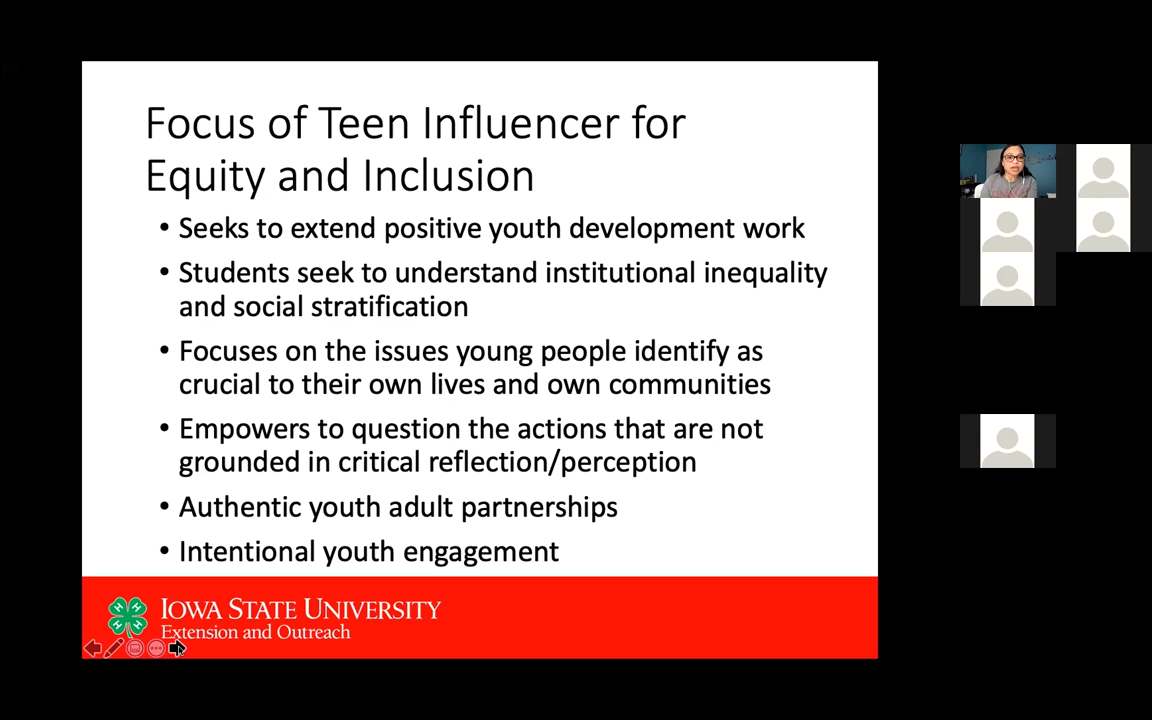 Focus of Teen Influencer for
Equity and Inclusion
• Seeks to extend positive youth development work
• Students seek to understand institutional inequality
and social stratification
• Focuses on the issues young people identify as
crucial to their own lives and own communities
• Empowers to question the actions that are not
grounded in critical reflection/perception
• Authentic youth adult partnerships
• Intentional youth engagement
H H H H
IOWA STATE UNIVERSITY
Extension and Outreach